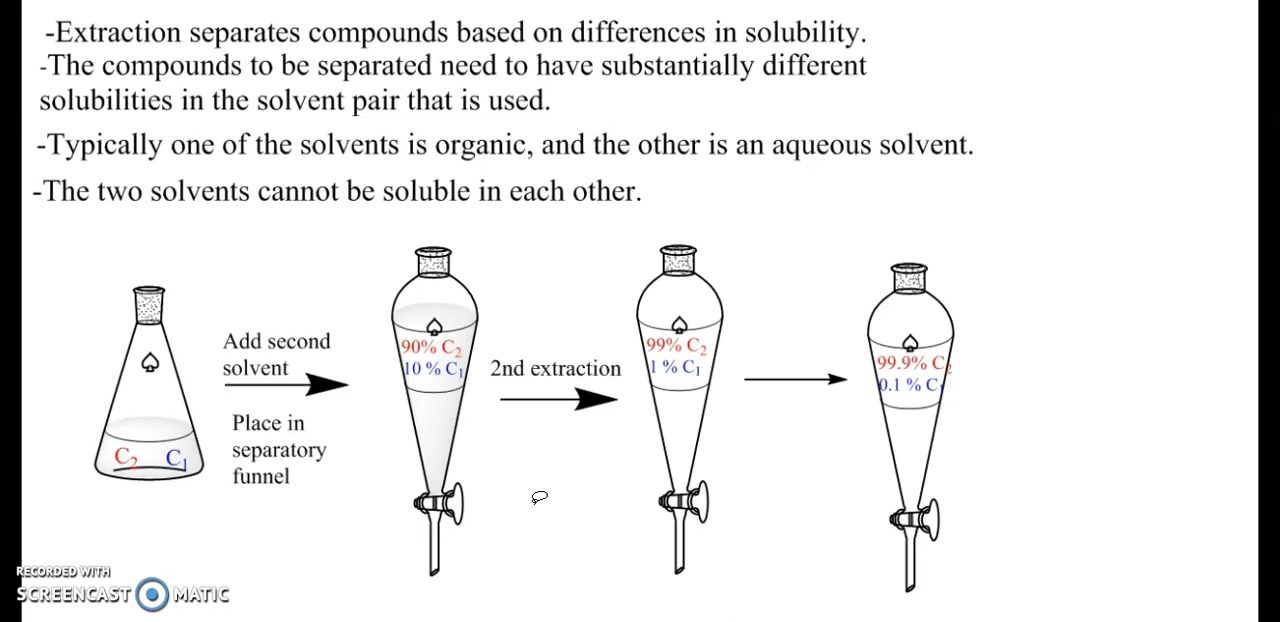 -Extraction separates compounds based on differences in solubility.
-The compounds to be separated need to have substantially different
solubilities in the solvent pair that is used.
-Typically one of the solvents is organic, and the other is an aqueous solvent.
-The two solvents cannot be soluble in each other.
C₂ C₁
Add second
solvent
Place in
separatory
funnel
90% C₂
10 % C₁
2nd extraction
99% C₂
1 % C₁
99.9% C₂
0.1 % C₁
RECORDED WITH
SCREENCAST MATIC